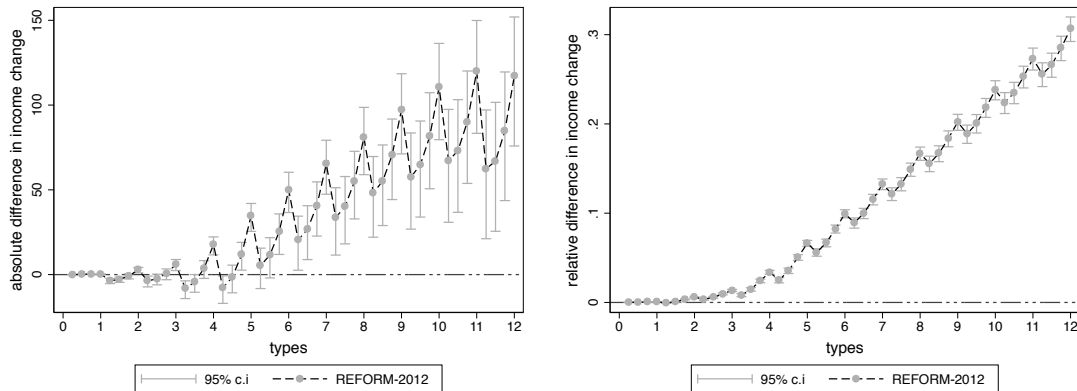 absolute difference in income change
150
100
50
0
0 1 2 3 4 5 6 7 8 9 10 11 12
types
95% c.i REFORM-2012
relative difference in income change
.3
.2
.1
0
0 1 2 3 4 5 6 7 8 9 10 11 12
types
95% c.i REFORM-2012